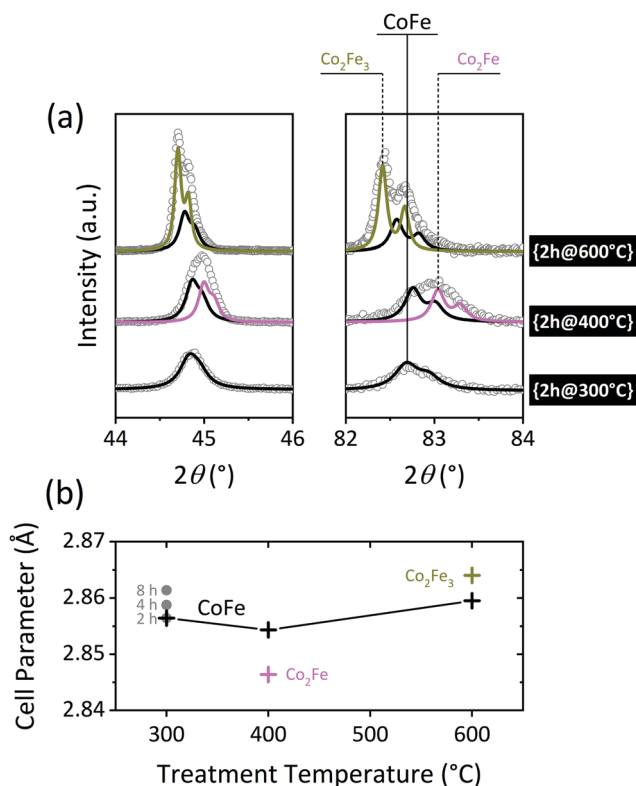 CoFe
Co₂Fe₃
Co₂Fe
(a)
Intensity (a.u.)
{2h@600°C}
{2h@400°C}
{2h@300°C}
44 45 46 82 83 84
2θ (°) 2θ (°)
(b)
Cell Parameter (Å)
2.87
2.86
2.85
2.84
8 h
4 h
2 h
CoFe
Co₂Fe₃
Co₂Fe
300 400 500 600
Treatment Temperature (°C)